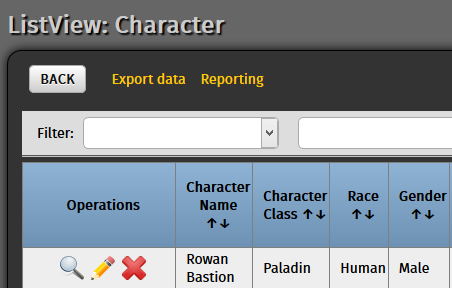 ListView: Character
BACK Export data Reporting
Filter:
Operations Character Name ↑↓ Character Class ↑↓ Race ↑↓ Gender ↑↓
Rowan Bastion Paladin Human Male